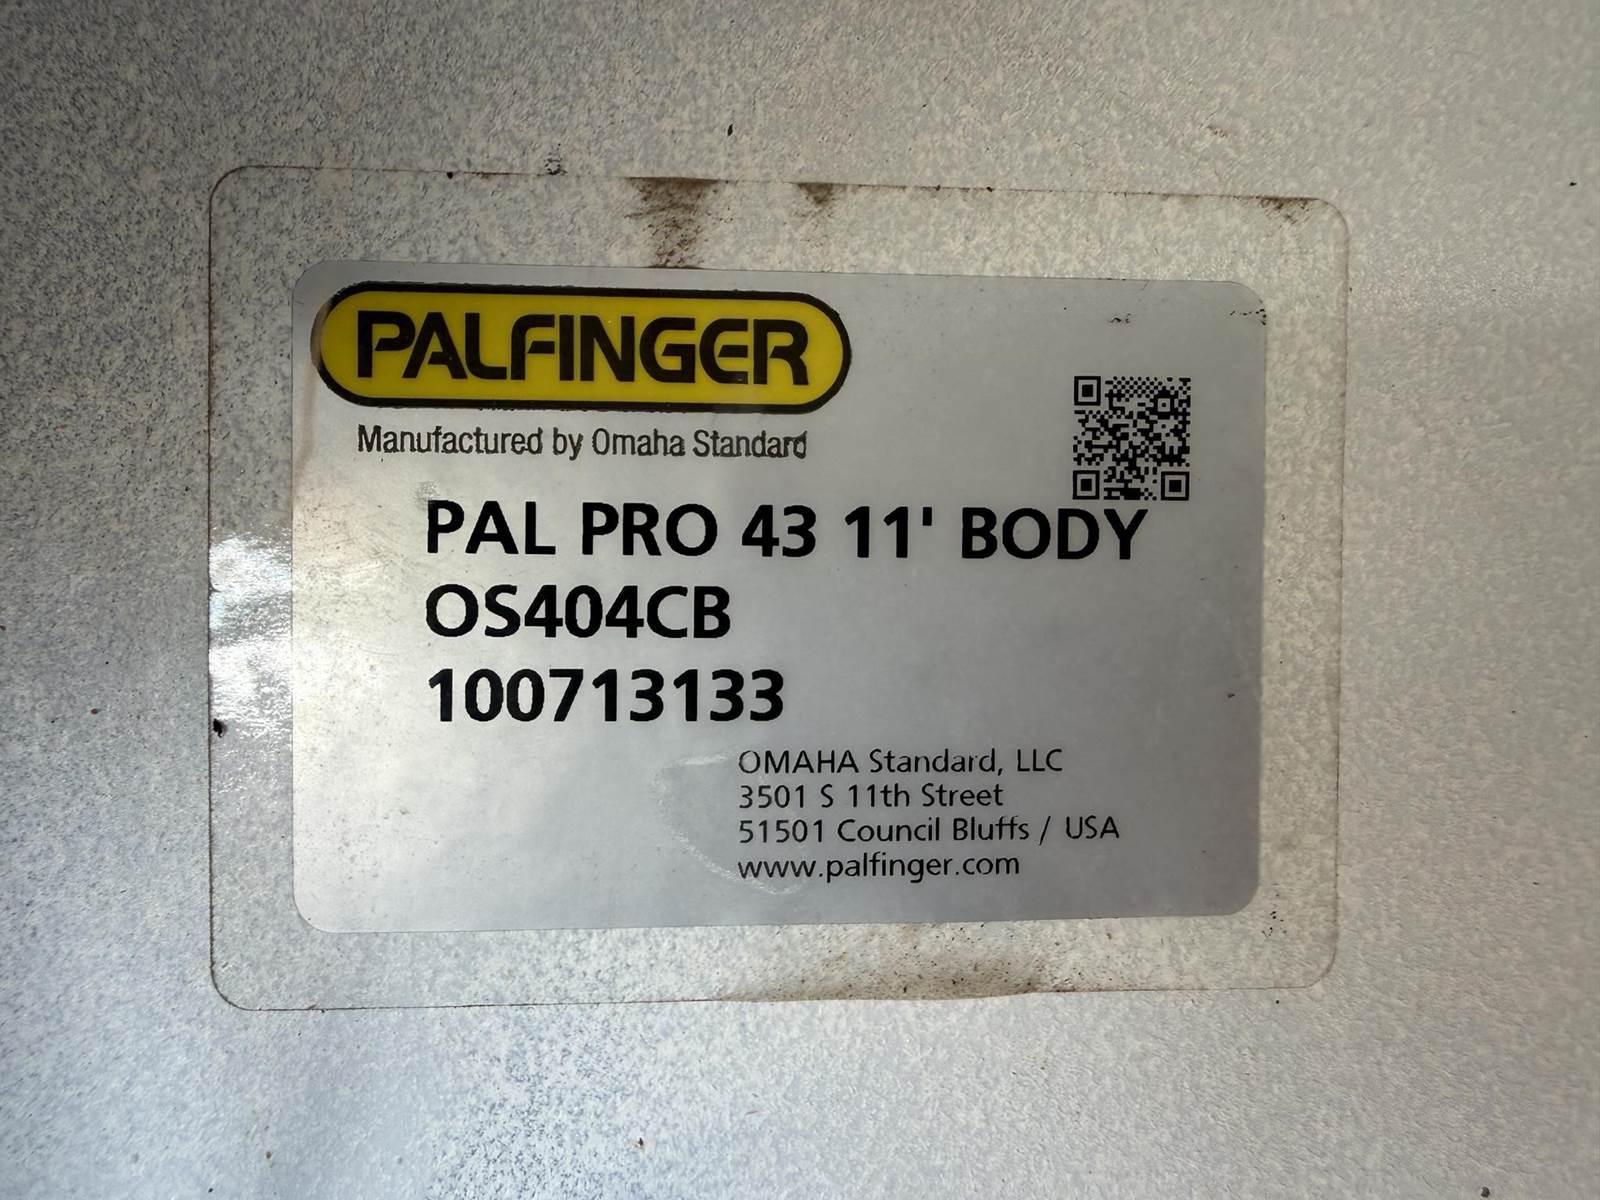 PALFINGER
Manufactured by Omaha Standard
PAL PRO 43 11' BODY
OS404CB
100713133
OMAHA Standard, LLC
3501 S 11th Street
51501 Council Bluffs / USA
www.palfinger.com